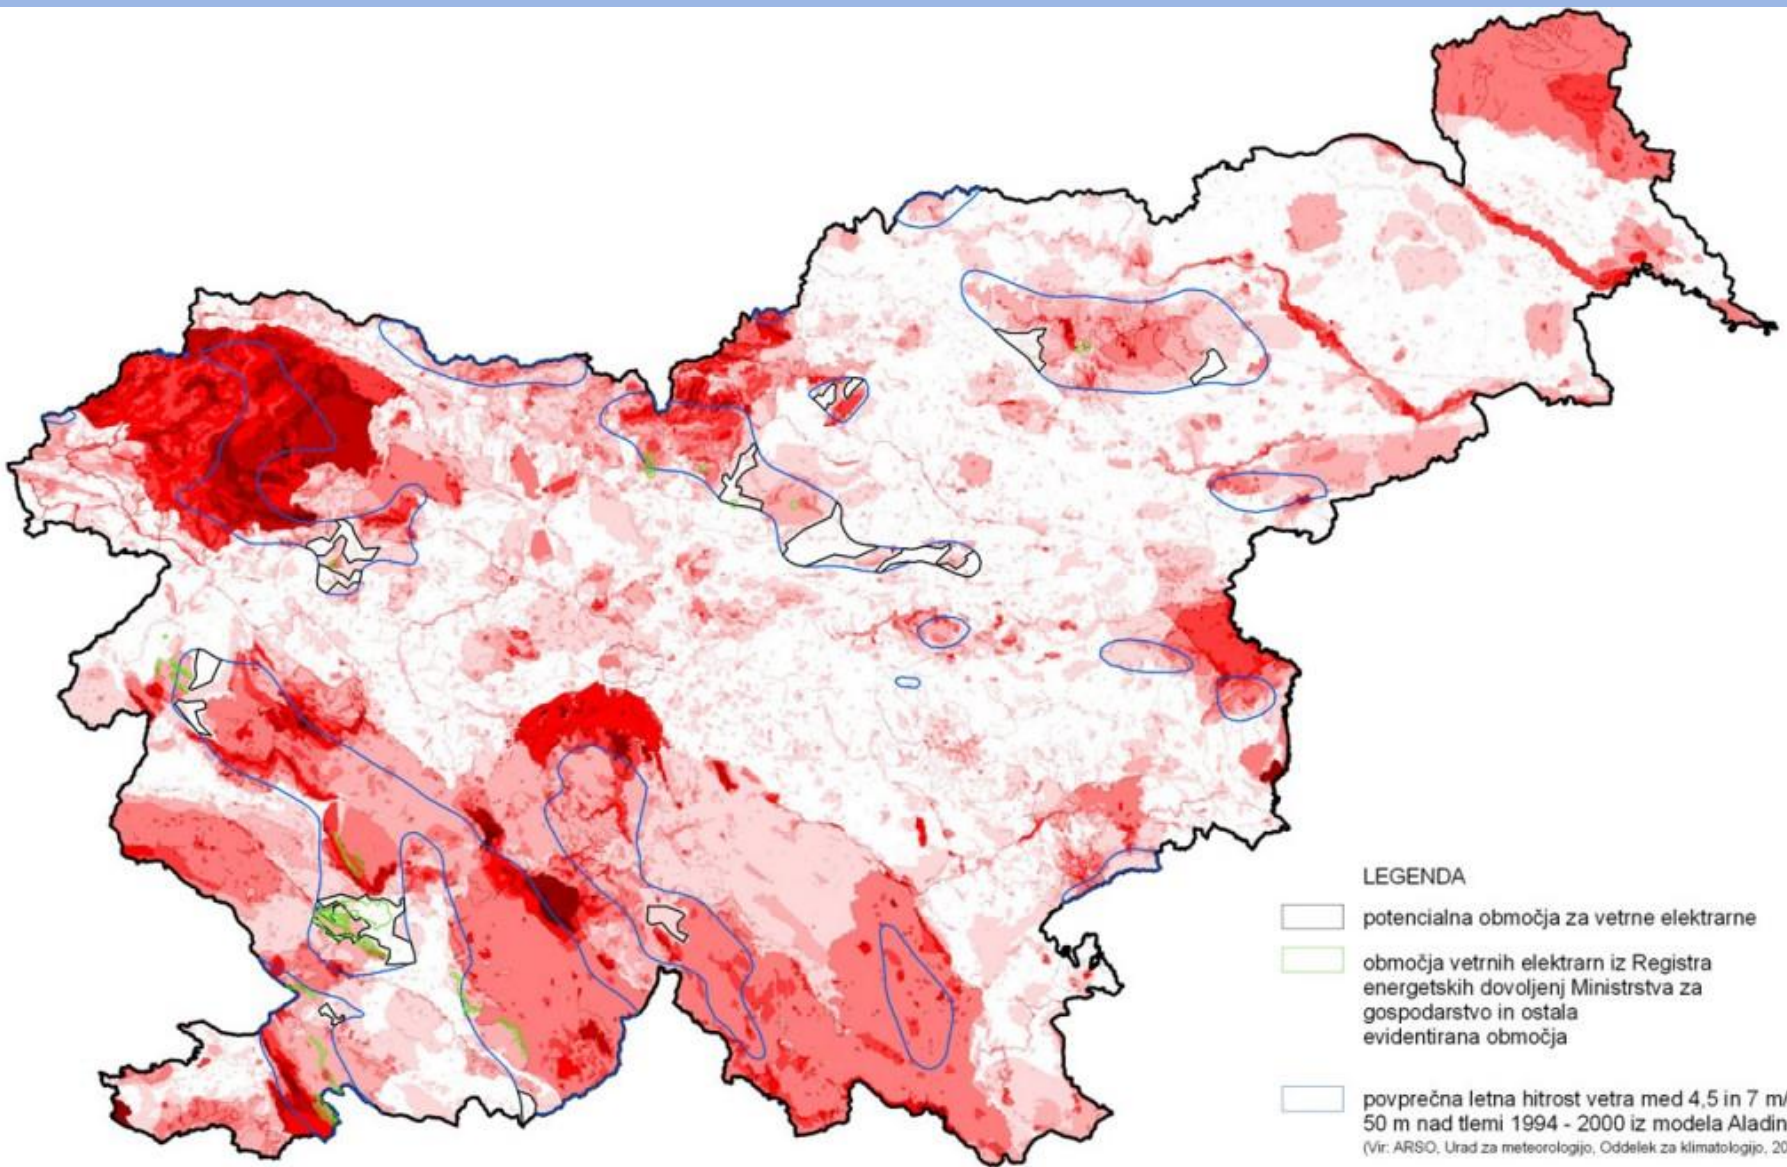 LEGENDA
potencialna območja za vetrne elektrarne
območja vetrnih elektrarn iz Registra
energetskih dovoljenj Ministrstva za
gospodarstvo in ostala
evidentirana območja
povprečna letna hitrost vetra med 4,5 in 7 m/
50 m nad tlemi 1994 - 2000 iz modela Aladin
(Vir: ARSO, Urad za meteorologijo, Oddelek za klimatologijo, 20